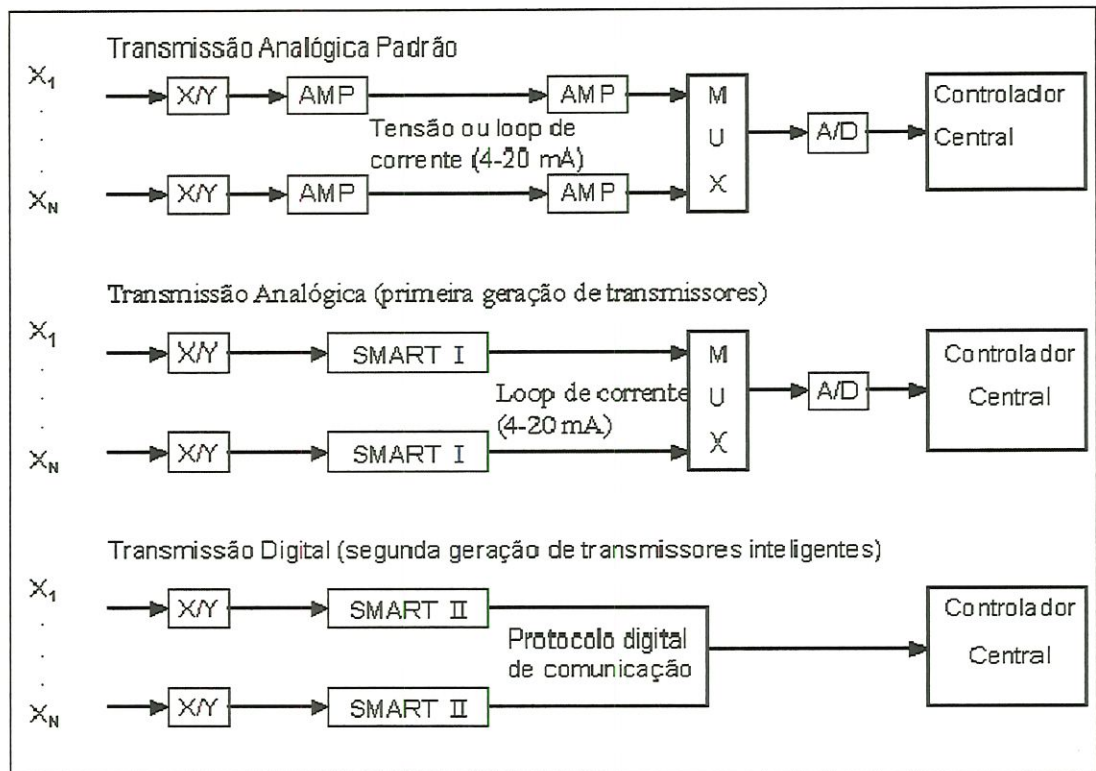 Transmissão Analógica Padrão
X1
X/Y AMP AMP
M
U
X
A/D
Controlador
Central
Tensão ou loop de
corrente (4-20 mA)
XN
X/Y AMP AMP
Transmissão Analógica (primeira geração de transmissores)
X1
X/Y SMART I
M
U
X
A/D
Controlador
Central
Loop de corrente
(4-20 mA)
XN
X/Y SMART I
Transmissão Digital (segunda geração de transmissores inteligentes)
X1
X/Y SMART II
Protocolo digital
de comunicação
Controlador
Central
XN
X/Y SMART II